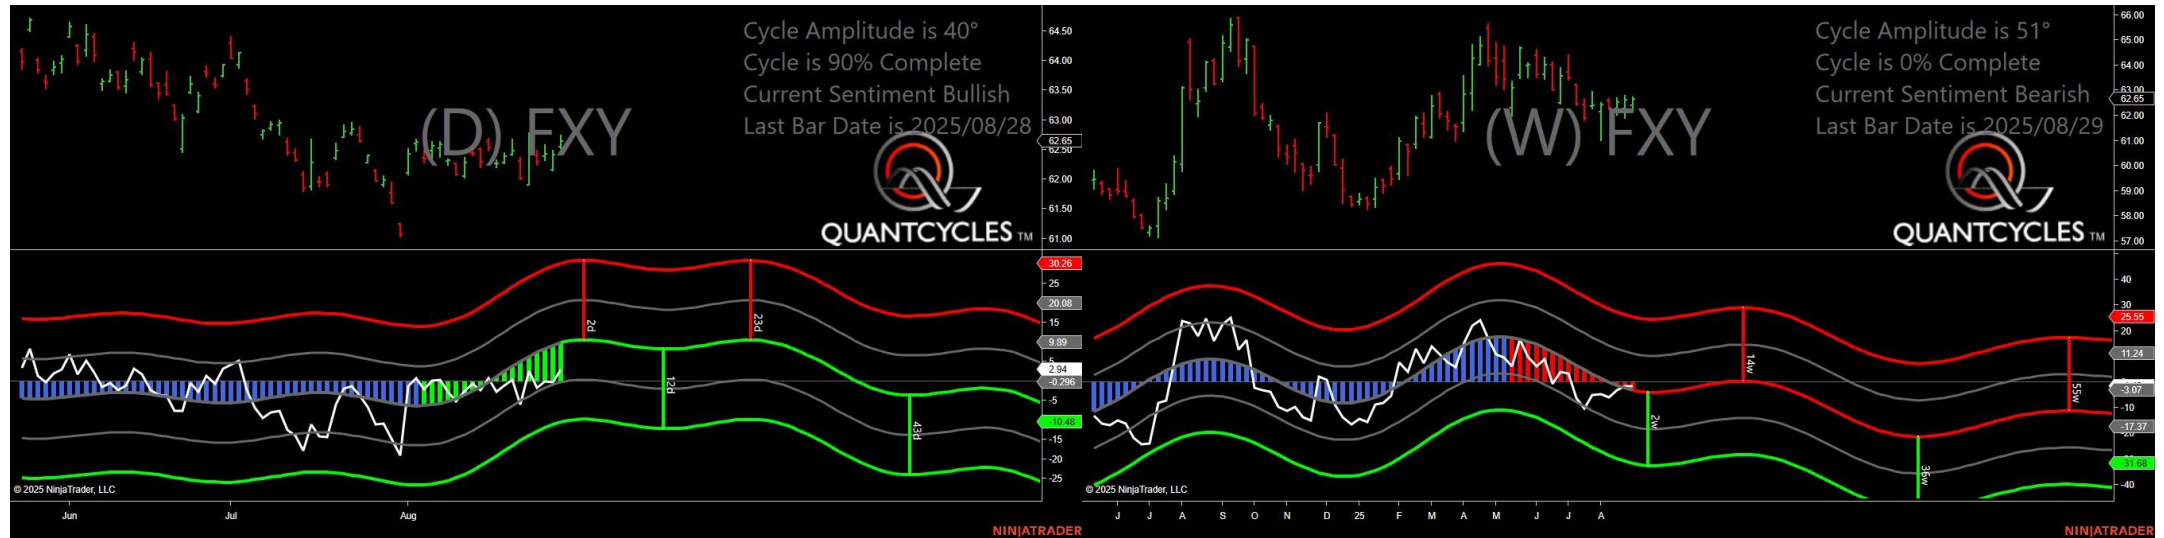 Cycle Amplitude is 40°
Cycle is 90% Complete
Current Sentiment Bullish
Last Bar Date is 2025/08/28
(D) FXY
QUANTCYCLES TM
64.50
64.00
63.50
63.00
62.65
62.50
62.00
61.50
61.00
30.26
25
20.08
15
9.89
5
2.94
-0.296
-5
-10.48
-15
-20
-25
2d
12d
23d
43d
© 2025 NinjaTrader, LLC
Jun
Jul
Aug
NINJATRADER
Cycle Amplitude is 51°
Cycle is 0% Complete
Current Sentiment Bearish
Last Bar Date is 2025/08/29
(W) FXY
QUANTCYCLES TM
66.00
65.00
64.00
63.00
62.65
62.00
61.00
60.00
59.00
58.00
57.00
40
30
25.55
20
11.24
-3.07
-10
-17.37
-31.68
-40
2w
14w
36w
55w
© 2025 NinjaTrader, LLC
J J A S O N D 25 F M A M J J A
NINJATRADER